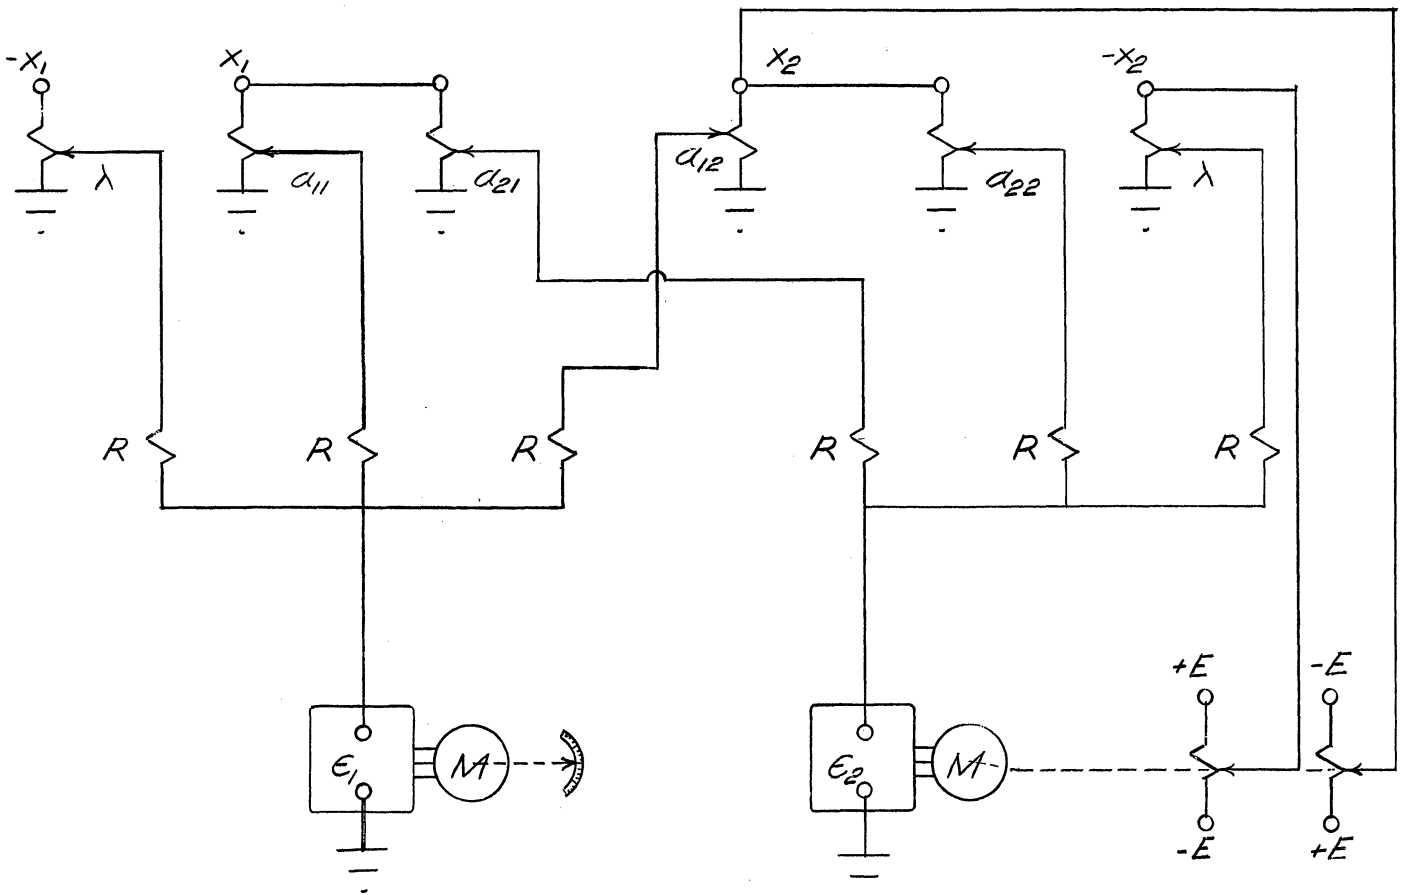 -X₁
X₁
X₂
-X₂
λ
a₁₁
a₂₁
a₁₂
a₂₂
λ
R
R
R
R
R
R
+E
-E
ϵ₁
M
ϵ₂
M
-E
+E